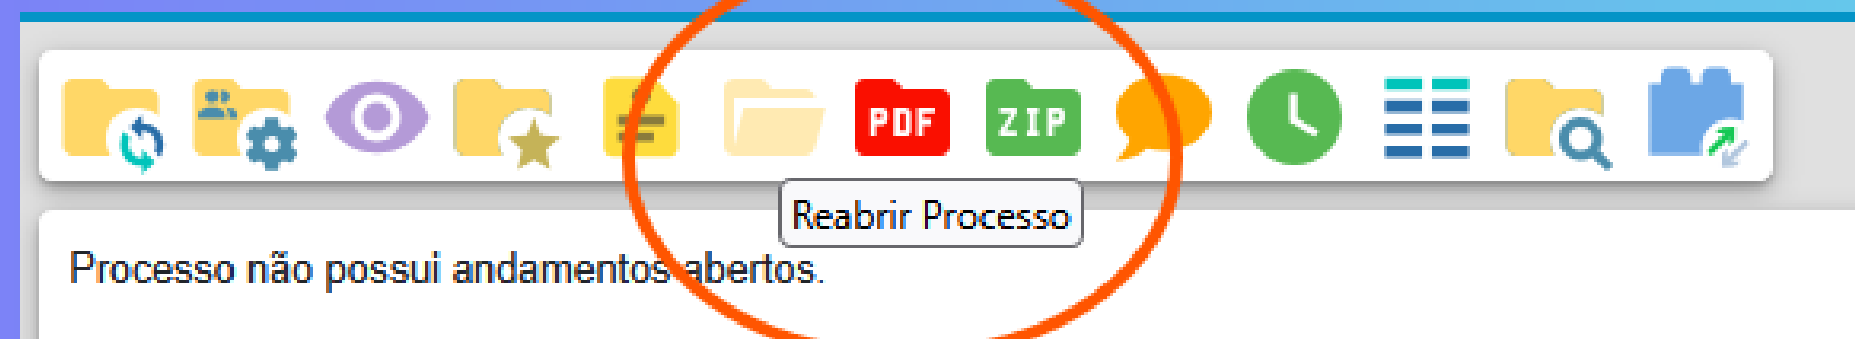 PDF ZIP
Reabrir Processo
Processo não possui andamentos abertos.